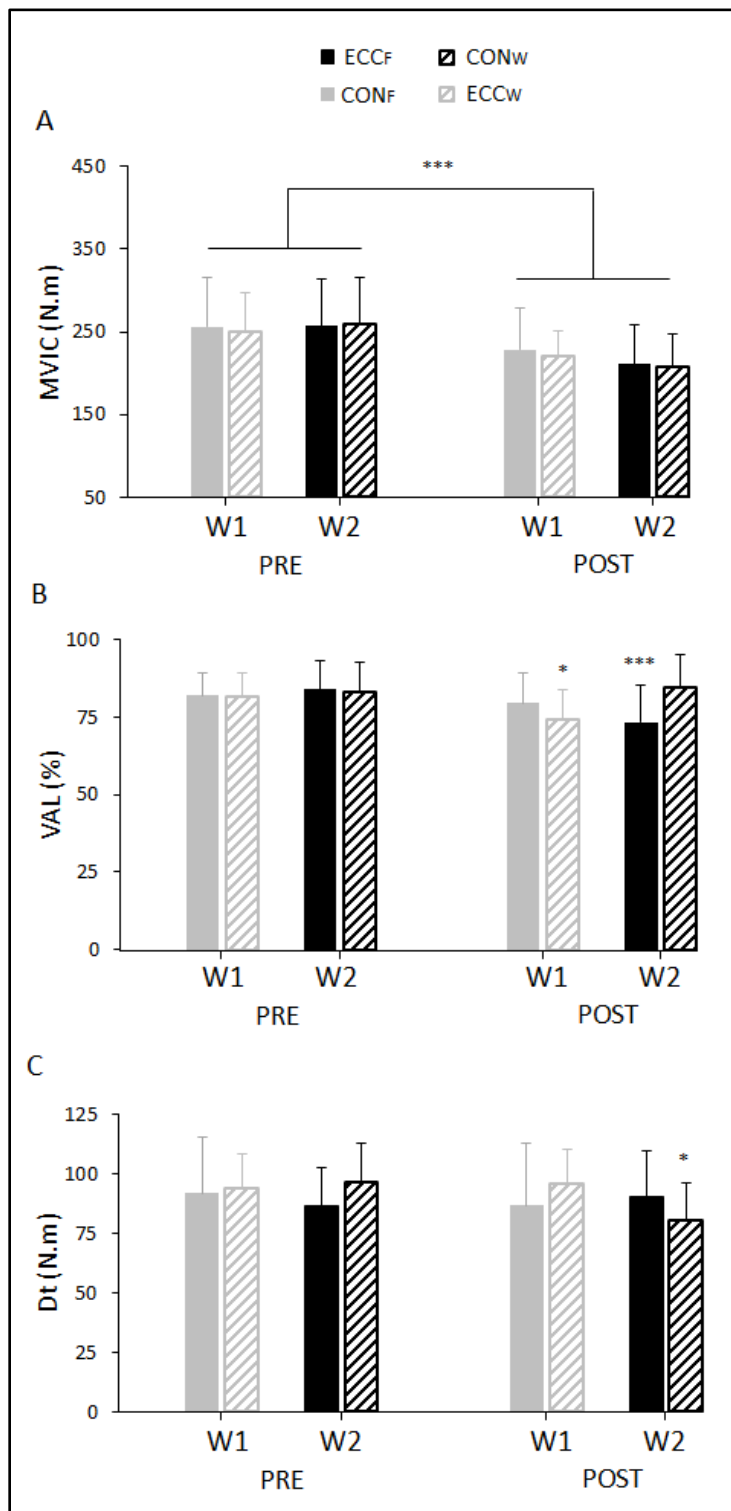 ECCF CONW
CONF ECCW
A
***
450
350
250
150
50
MVIC (N.m)
W1 W2 W1 W2
PRE POST
B
* ***
100
75
50
25
0
VAL (%)
W1 W2 W1 W2
PRE POST
C
*
125
100
75
50
25
0
Dt (N.m)
W1 W2 W1 W2
PRE POST